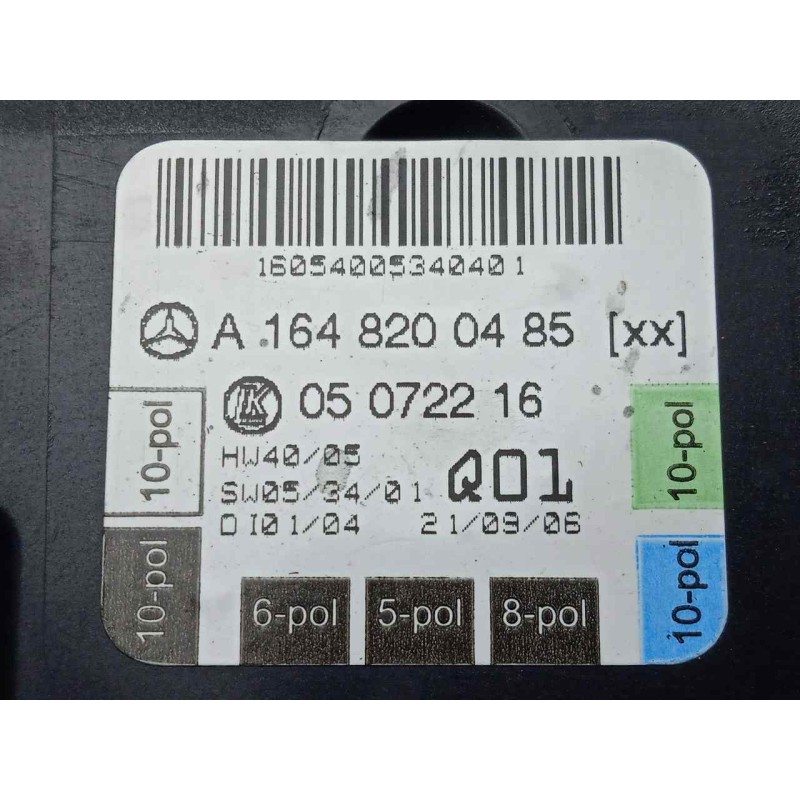 16054005340401
A 164 820 04 85 [xx]
05 0722 16
HW40/05
SW05/34/01 Q01
DI01/04 21/09/06
10-pol
10-pol
10-pol
10-pol
6-pol 5-pol 8-pol